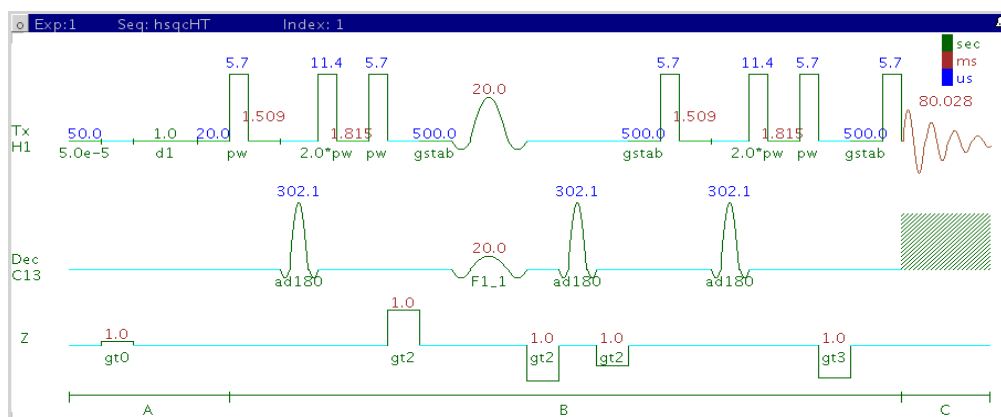 o Exp:1 Seq: hsqcHT Index: 1
sec
ms
us
5.7 11.4 5.7 20.0 5.7 11.4 5.7 5.7
80.028
1.509 1.509
Tx 50.0 1.0 20.0 1.815 500.0 500.0 1.815 500.0
H1 5.0e-5 d1 pw 2.0*pw pw gstab gstab pw 2.0*pw pw gstab
302.1 302.1 302.1
20.0
Dec
C13 ad180 F1_1 ad180 ad180
1.0 1.0 1.0 1.0 1.0
Z
gt0 gt2 gt2 gt2 gt3
A B C